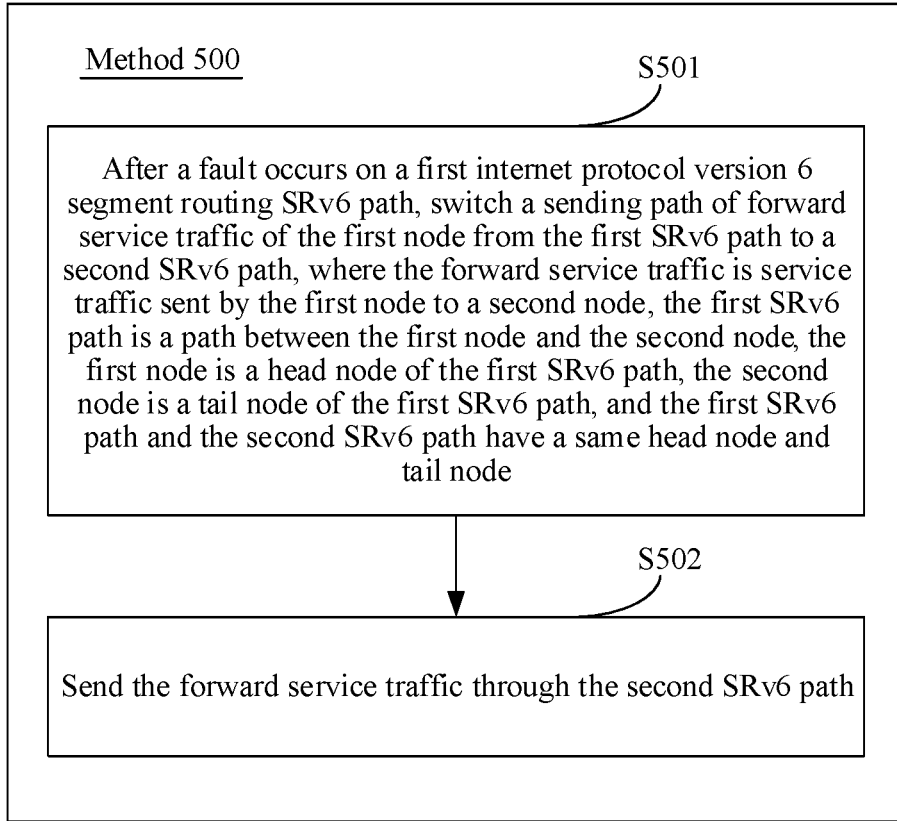 Method 500
S501
After a fault occurs on a first internet protocol version 6
segment routing SRv6 path, switch a sending path of forward
service traffic of the first node from the first SRv6 path to a
second SRv6 path, where the forward service traffic is service
traffic sent by the first node to a second node, the first SRv6
path is a path between the first node and the second node, the
first node is a head node of the first SRv6 path, the second
node is a tail node of the first SRv6 path, and the first SRv6
path and the second SRv6 path have a same head node and
tail node
S502
Send the forward service traffic through the second SRv6 path